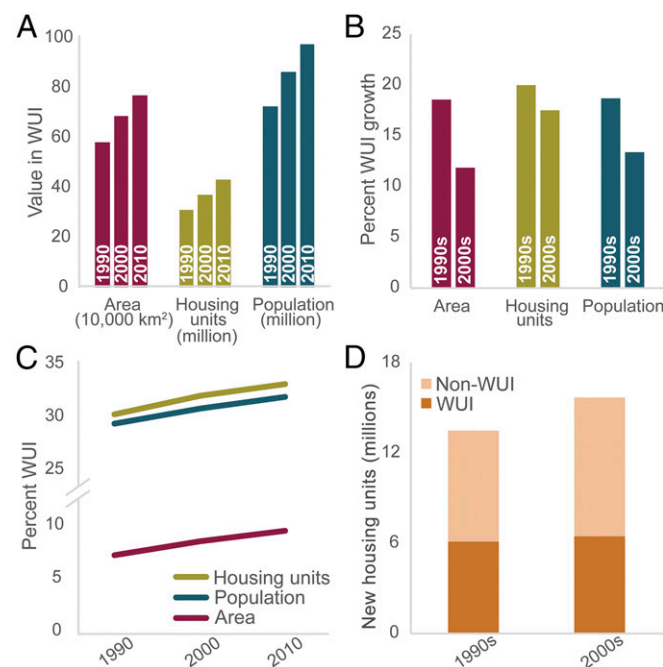 A
Value in WUI
100
80
60
40
20
0
1990
2000
2010
1990
2000
2010
1990
2000
2010
Area
(10,000 km²)
Housing
units
(million)
Population
(million)
B
Percent WUI growth
25
20
15
10
5
0
1990s
2000s
1990s
2000s
1990s
2000s
Area
Housing
units
Population
C
Percent WUI
35
30
25
10
5
0
Housing units
Population
Area
1990
2000
2010
D
New housing units (millions)
18
12
6
0
Non-WUI
WUI
1990s
2000s